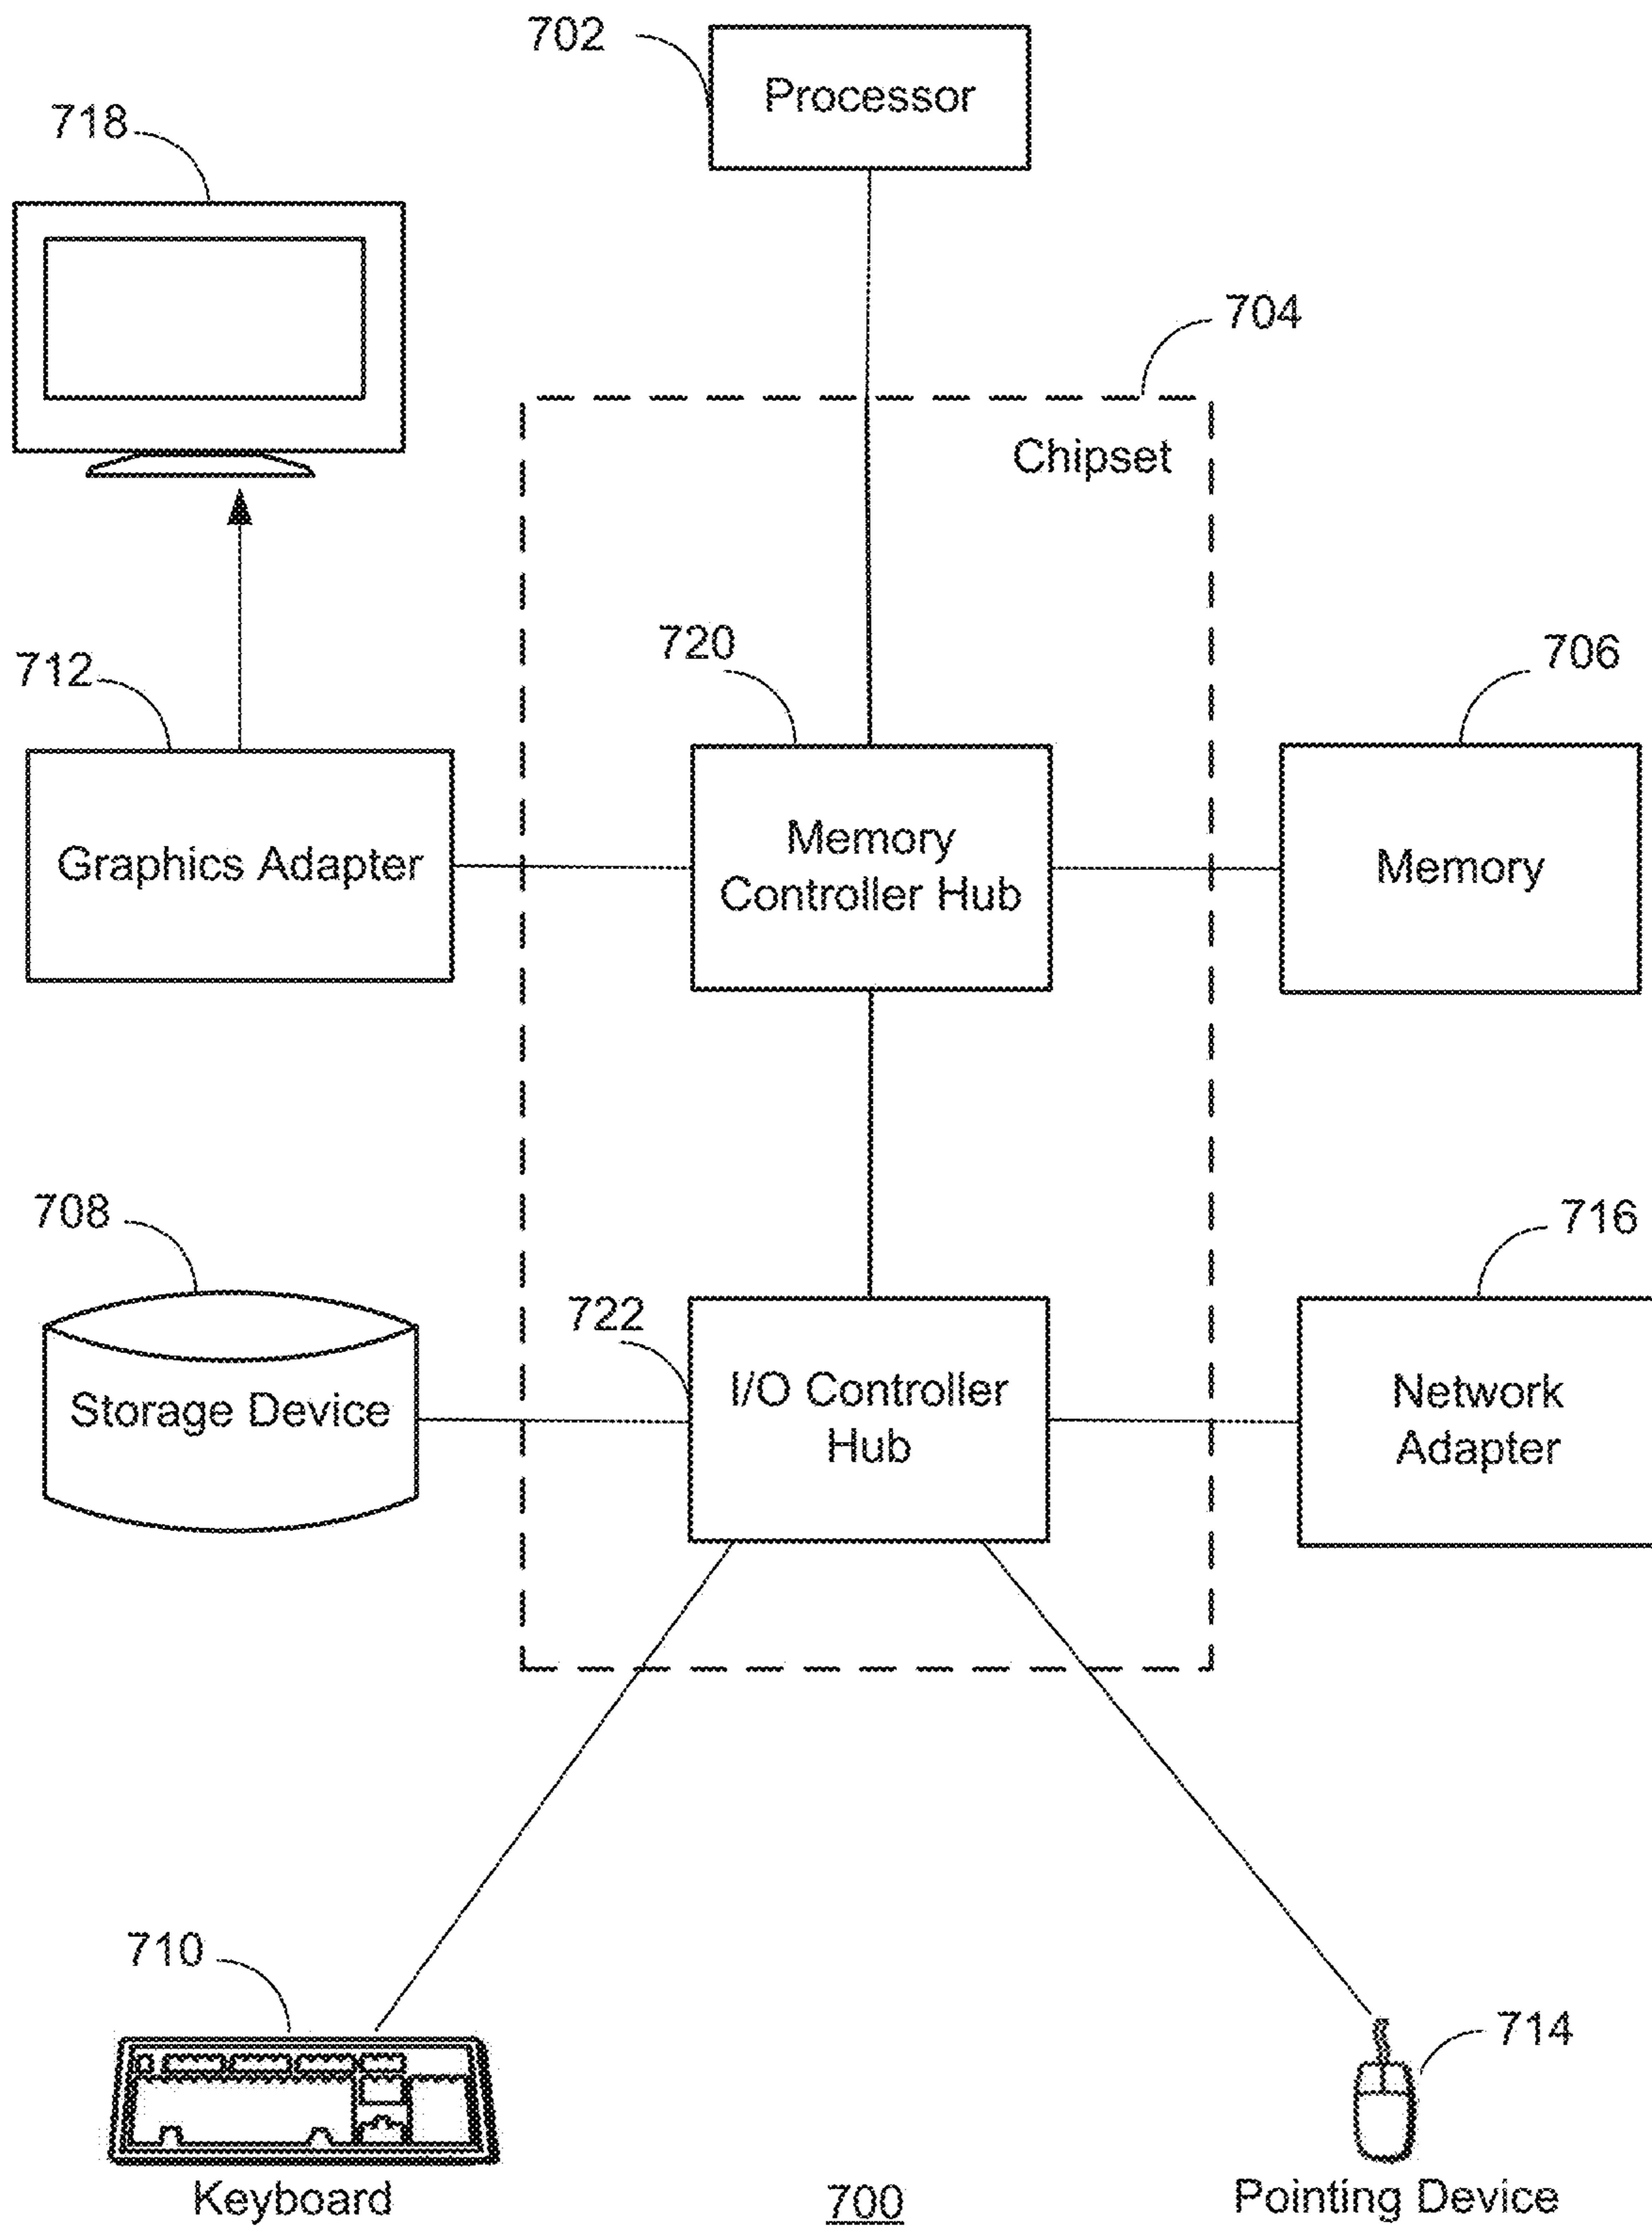 702
Processor
718
704
Chipset
720
706
712
Memory
Controller Hub
Graphics Adapter
Memory
708
716
722
I/O Controller
Hub
Storage Device
Network
Adapter
710
714
Keyboard
700
Pointing Device